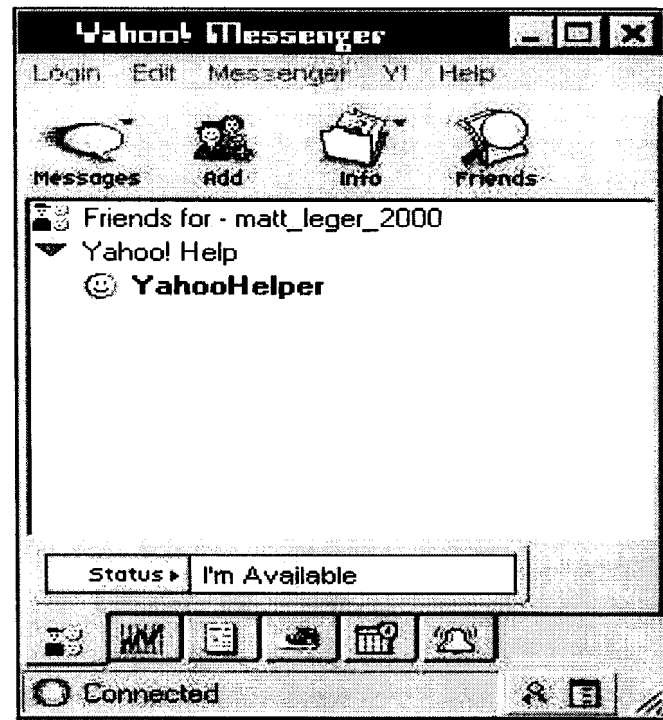 Yahoo! Messenger
Login Edit Messenger Y! Help
Messages Add Info Friends
Friends for - matt_leger_2000
Yahoo! Help
YahooHelper
Status I'm Available
Connected